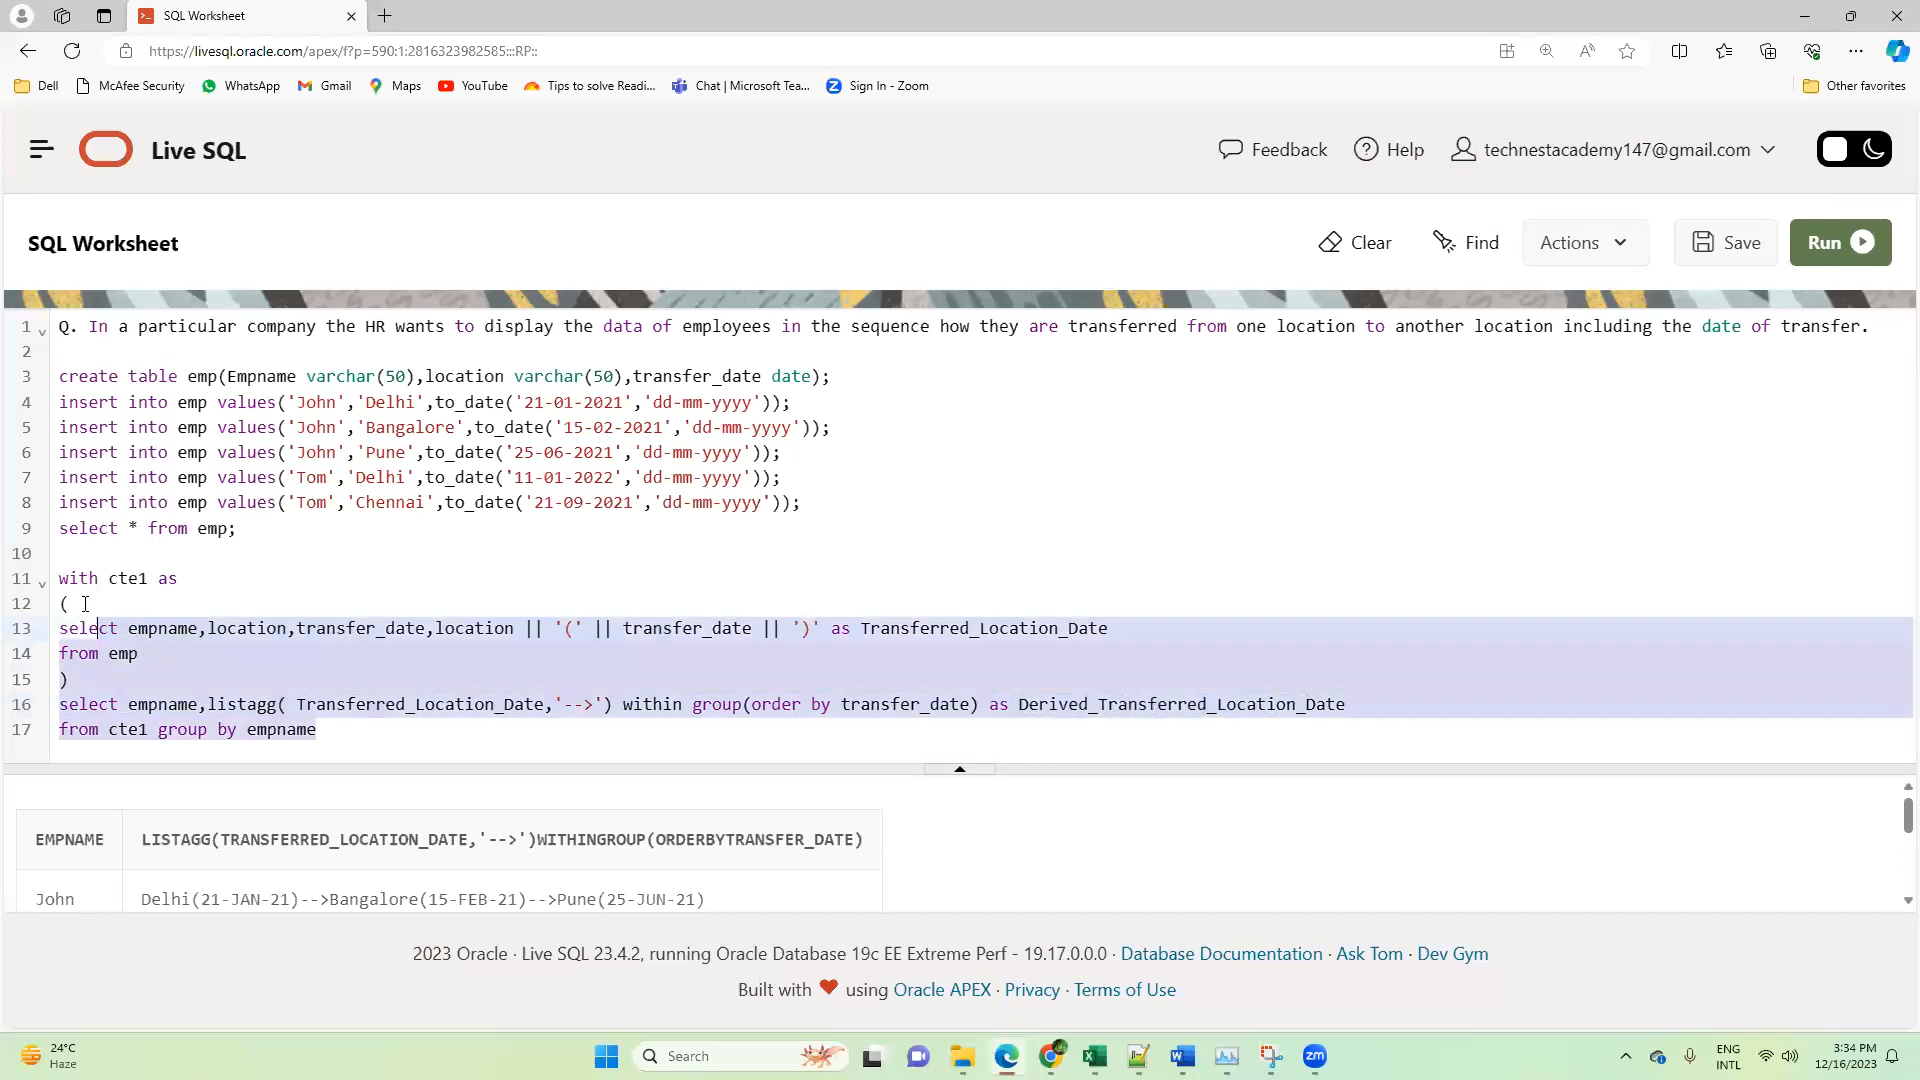 SQL Worksheet
https://livesql.oracle.com/apex/f?p=590:1:2816323982585:::RP::
Dell McAfee Security WhatsApp Gmail Maps YouTube Tips to solve Readi... Chat | Microsoft Tea... Sign In - Zoom Other favorites
Live SQL Feedback Help technestacademy147@gmail.com
SQL Worksheet Clear Find Actions Save Run
1 Q. In a particular company the HR wants to display the data of employees in the sequence how they are transferred from one location to another location including the date of transfer.
2
3 create table emp(Empname varchar(50),location varchar(50),transfer_date date);
4 insert into emp values('John','Delhi',to_date('21-01-2021','dd-mm-yyyy'));
5 insert into emp values('John','Bangalore',to_date('15-02-2021','dd-mm-yyyy'));
6 insert into emp values('John','Pune',to_date('25-06-2021','dd-mm-yyyy'));
7 insert into emp values('Tom','Delhi',to_date('11-01-2022','dd-mm-yyyy'));
8 insert into emp values('Tom','Chennai',to_date('21-09-2021','dd-mm-yyyy'));
9 select * from emp;
10
11 with cte1 as
12 (
13 select empname,location,transfer_date,location || '(' || transfer_date || ')' as Transferred_Location_Date
14 from emp
15 )
16 select empname,listagg( Transferred_Location_Date,'-->') within group(order by transfer_date) as Derived_Transferred_Location_Date
17 from cte1 group by empname
EMPNAME LISTAGG(TRANSFERRED_LOCATION_DATE,'-->')WITHINGROUP(ORDERBYTRANSFER_DATE)
John Delhi(21-JAN-21)-->Bangalore(15-FEB-21)-->Pune(25-JUN-21)
2023 Oracle · Live SQL 23.4.2, running Oracle Database 19c EE Extreme Perf - 19.17.0.0.0 · Database Documentation · Ask Tom · Dev Gym
Built with ❤ using Oracle APEX · Privacy · Terms of Use
24°C
Haze
Search
ENG
INTL
3:34 PM
12/16/2023